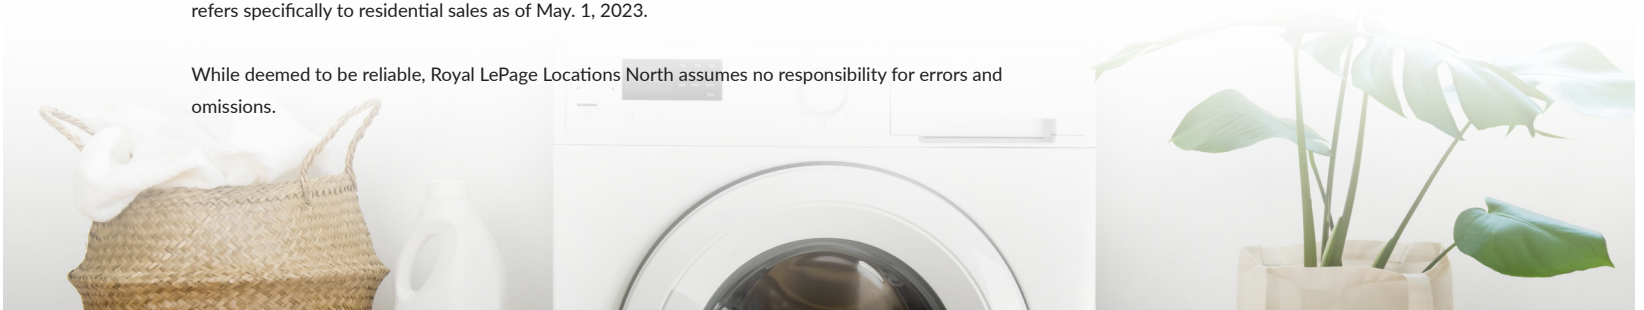 refers specifically to residential sales as of May. 1, 2023.
While deemed to be reliable, Royal LePage Locations North assumes no responsibility for errors and
omissions.